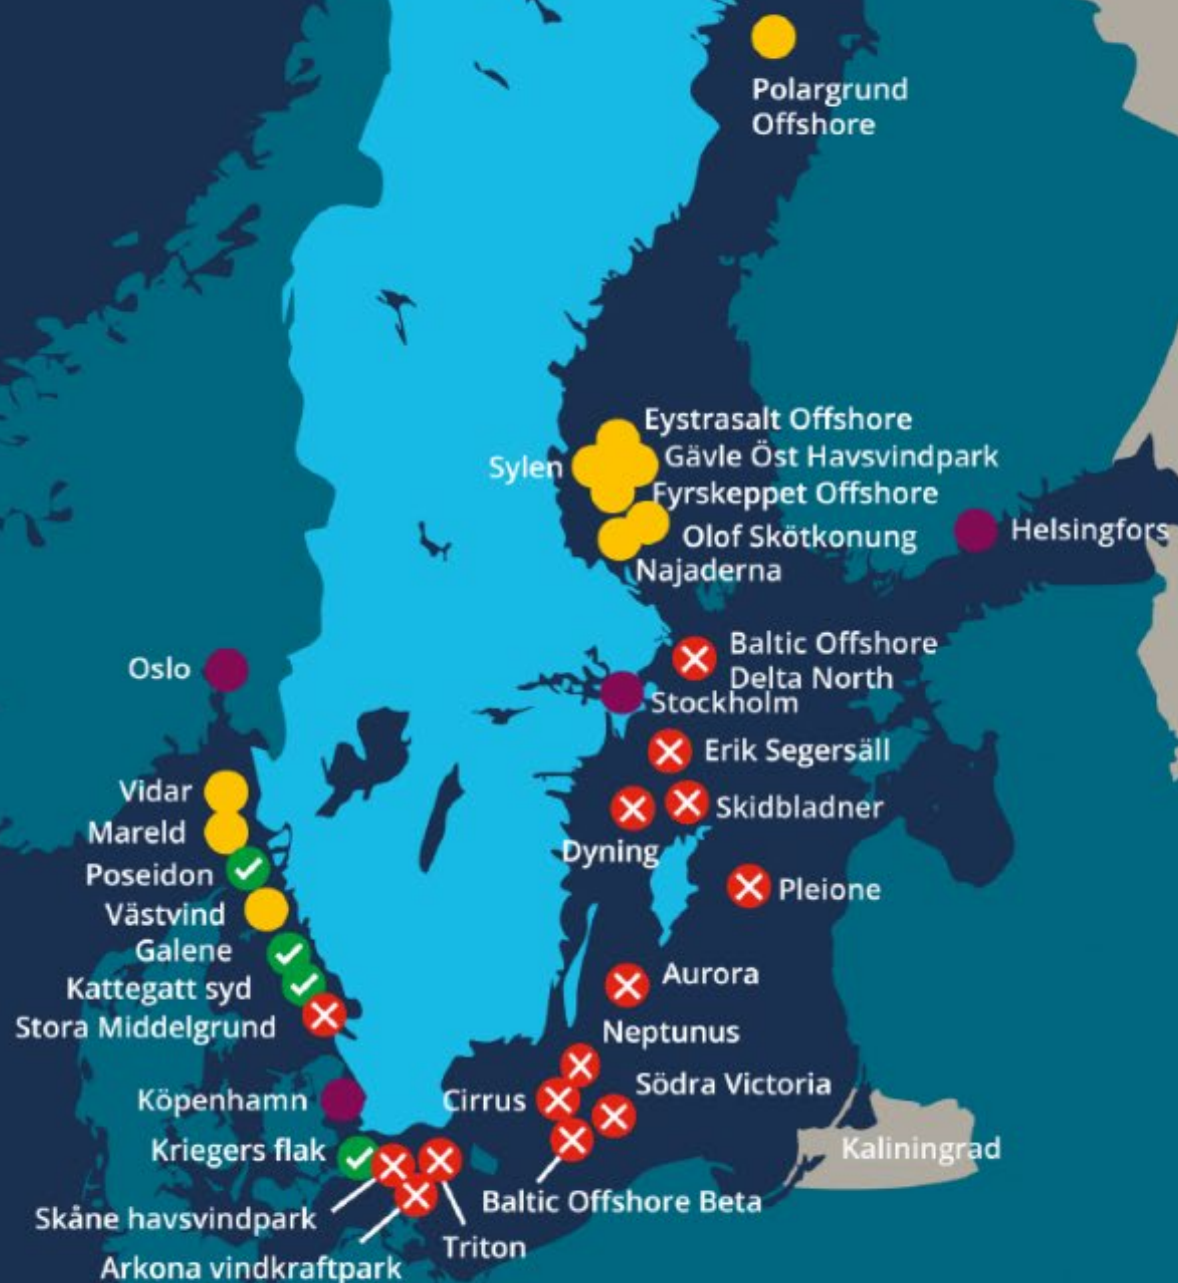 Polargrund
Offshore
Eystrasalt Offshore
Sylen
Gävle Öst Havsvindpark
Fyrskeppet Offshore
Olof Skötkonung
Helsingfors
Najaderna
Baltic Offshore
Delta North
Oslo
Stockholm
Erik Segersäll
Vidar
Skidbladner
Mareld
Dyning
Poseidon
Pleione
Västvind
Galene
Aurora
Kattegatt syd
Stora Middelgrund
Neptunus
Södra Victoria
Köpenhamn
Cirrus
Kriegers flak
Kaliningrad
Baltic Offshore Beta
Skåne havsvindpark
Triton
Arkona vindkraftpark